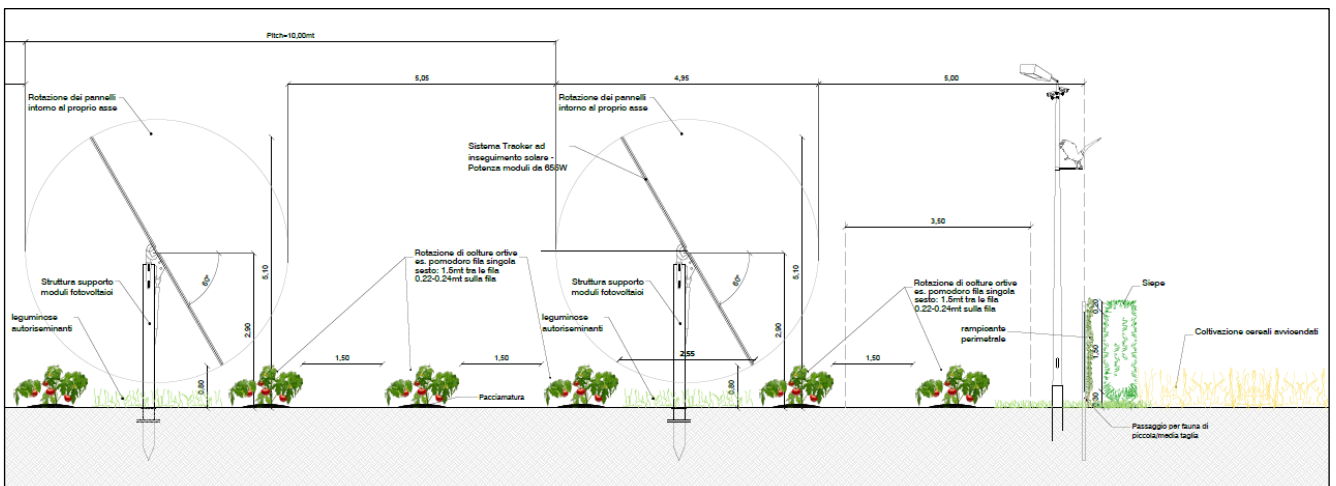 Pitch=10,00mt
5,05
4,95
5,00
Rotazione dei pannelli
intorno al proprio asse
Rotazione dei pannelli
intorno al proprio asse
Sistema Tracker ad
inseguimento solare -
Potenza moduli da 655W
3,50
5,10
5,10
60°
60°
Rotazione di colture ortive
es. pomodoro fila singola
sesto: 1.5mt tra le fila
0.22-0.24mt sulla fila
Struttura supporto
moduli fotovoltaici
Struttura supporto
moduli fotovoltaici
Rotazione di colture ortive
es. pomodoro fila singola
sesto: 1.5mt tra le fila
0.22-0.24mt sulla fila
Siepe
0,20
leguminose
autoriseminanti
2,90
leguminose
autoriseminanti
2,90
rampicante
perimetrale
1,50
Coltivazione cereali avvicendati
1,50
1,50
2,55
1,50
0,80
0,80
0,30
Pacciamatura
Passaggio per fauna di
piccola/media taglia